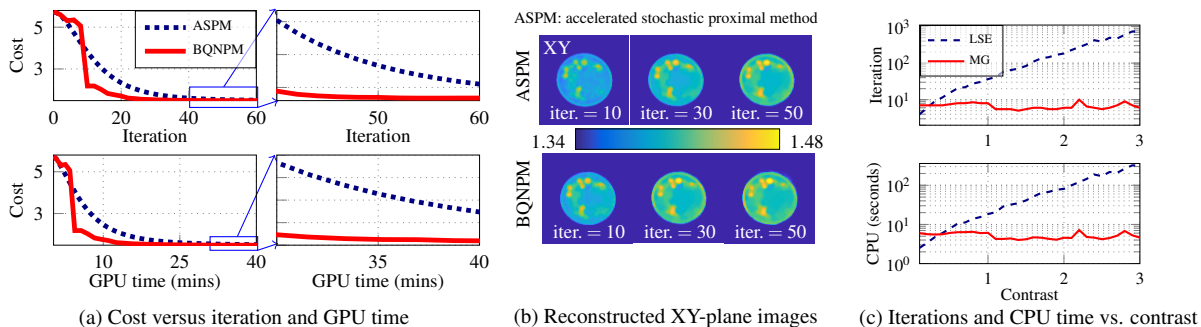 5
3
Cost
ASPM
BQNPM
0 20 40 60
Iteration
50 60
Iteration
5
3
Cost
10 25 40
GPU time (mins)
35 40
GPU time (mins)
(a) Cost versus iteration and GPU time
ASPM: accelerated stochastic proximal method
ASPM
XY
iter. = 10
iter. = 30
iter. = 50
1.34
1.48
BQNPM
iter. = 10
iter. = 30
iter. = 50
(b) Reconstructed XY-plane images
Iteration
10³
10²
10¹
LSE
MG
1 2 3
CPU (seconds)
10²
10¹
10⁰
1 2 3
Contrast
(c) Iterations and CPU time vs. contrast